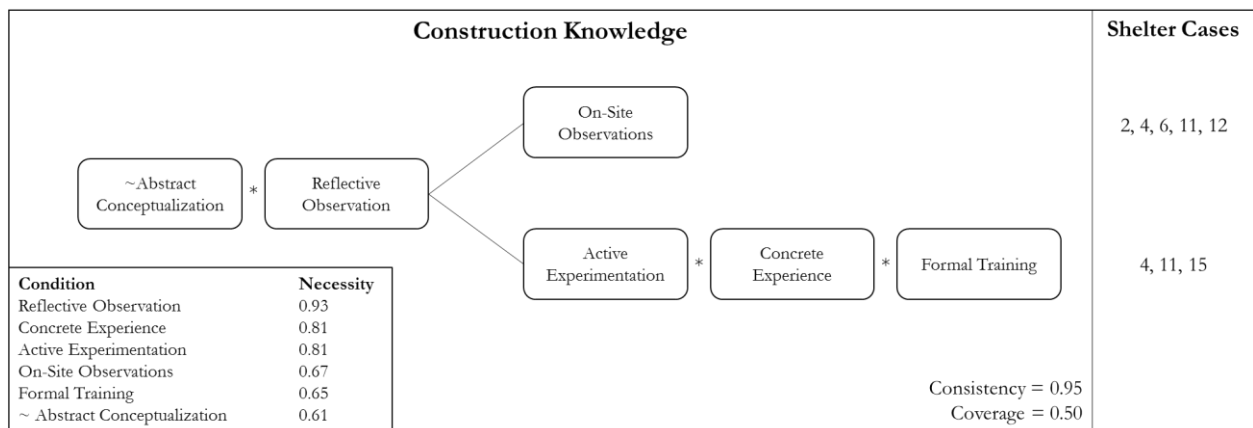 Construction Knowledge
Shelter Cases
On-Site
Observations
2, 4, 6, 11, 12
~Abstract
Conceptualization
*
Reflective
Observation
Active
Experimentation
*
Concrete
Experience
*
Formal Training
4, 11, 15
Condition Necessity
Reflective Observation 0.93
Concrete Experience 0.81
Active Experimentation 0.81
On-Site Observations 0.67
Formal Training 0.65
~ Abstract Conceptualization 0.61
Consistency = 0.95
Coverage = 0.50